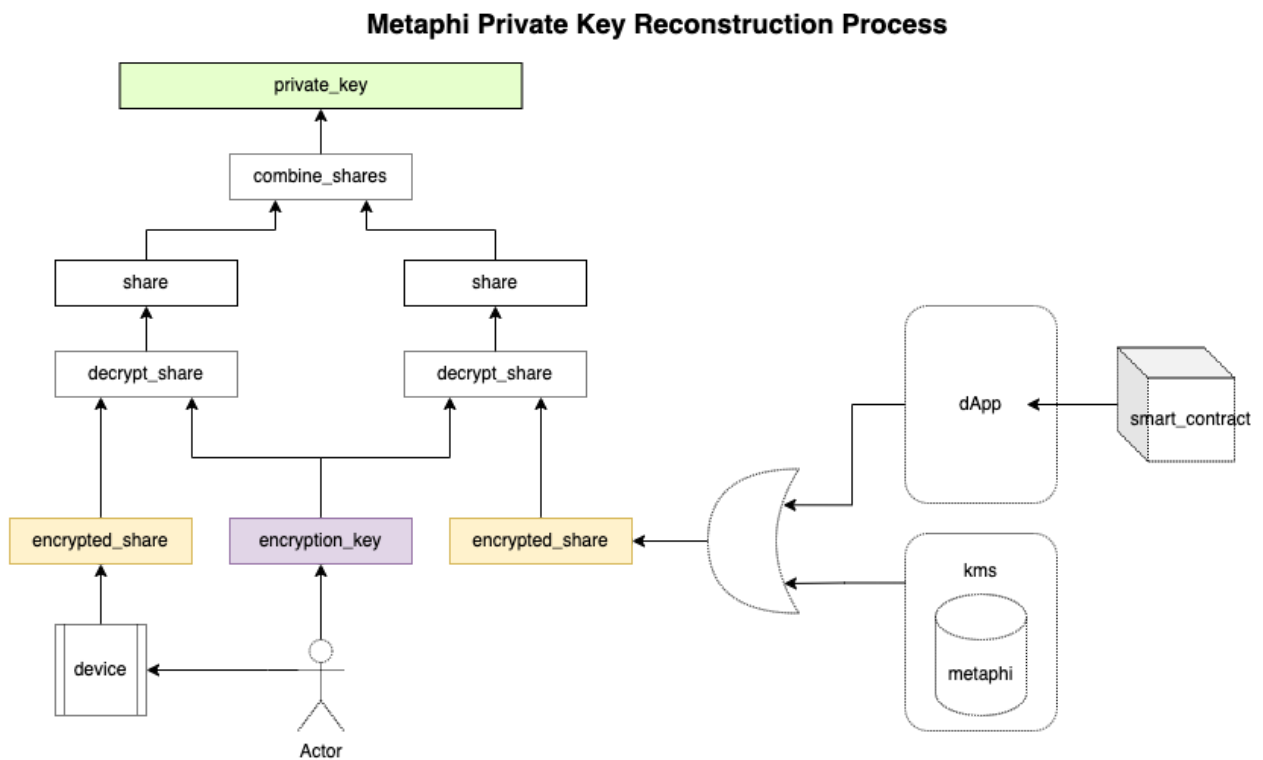 Metaphi Private Key Reconstruction Process
private_key
combine_shares
share
share
decrypt_share
decrypt_share
dApp
smart_contract
encrypted_share
encryption_key
encrypted_share
kms
device
metaphi
Actor